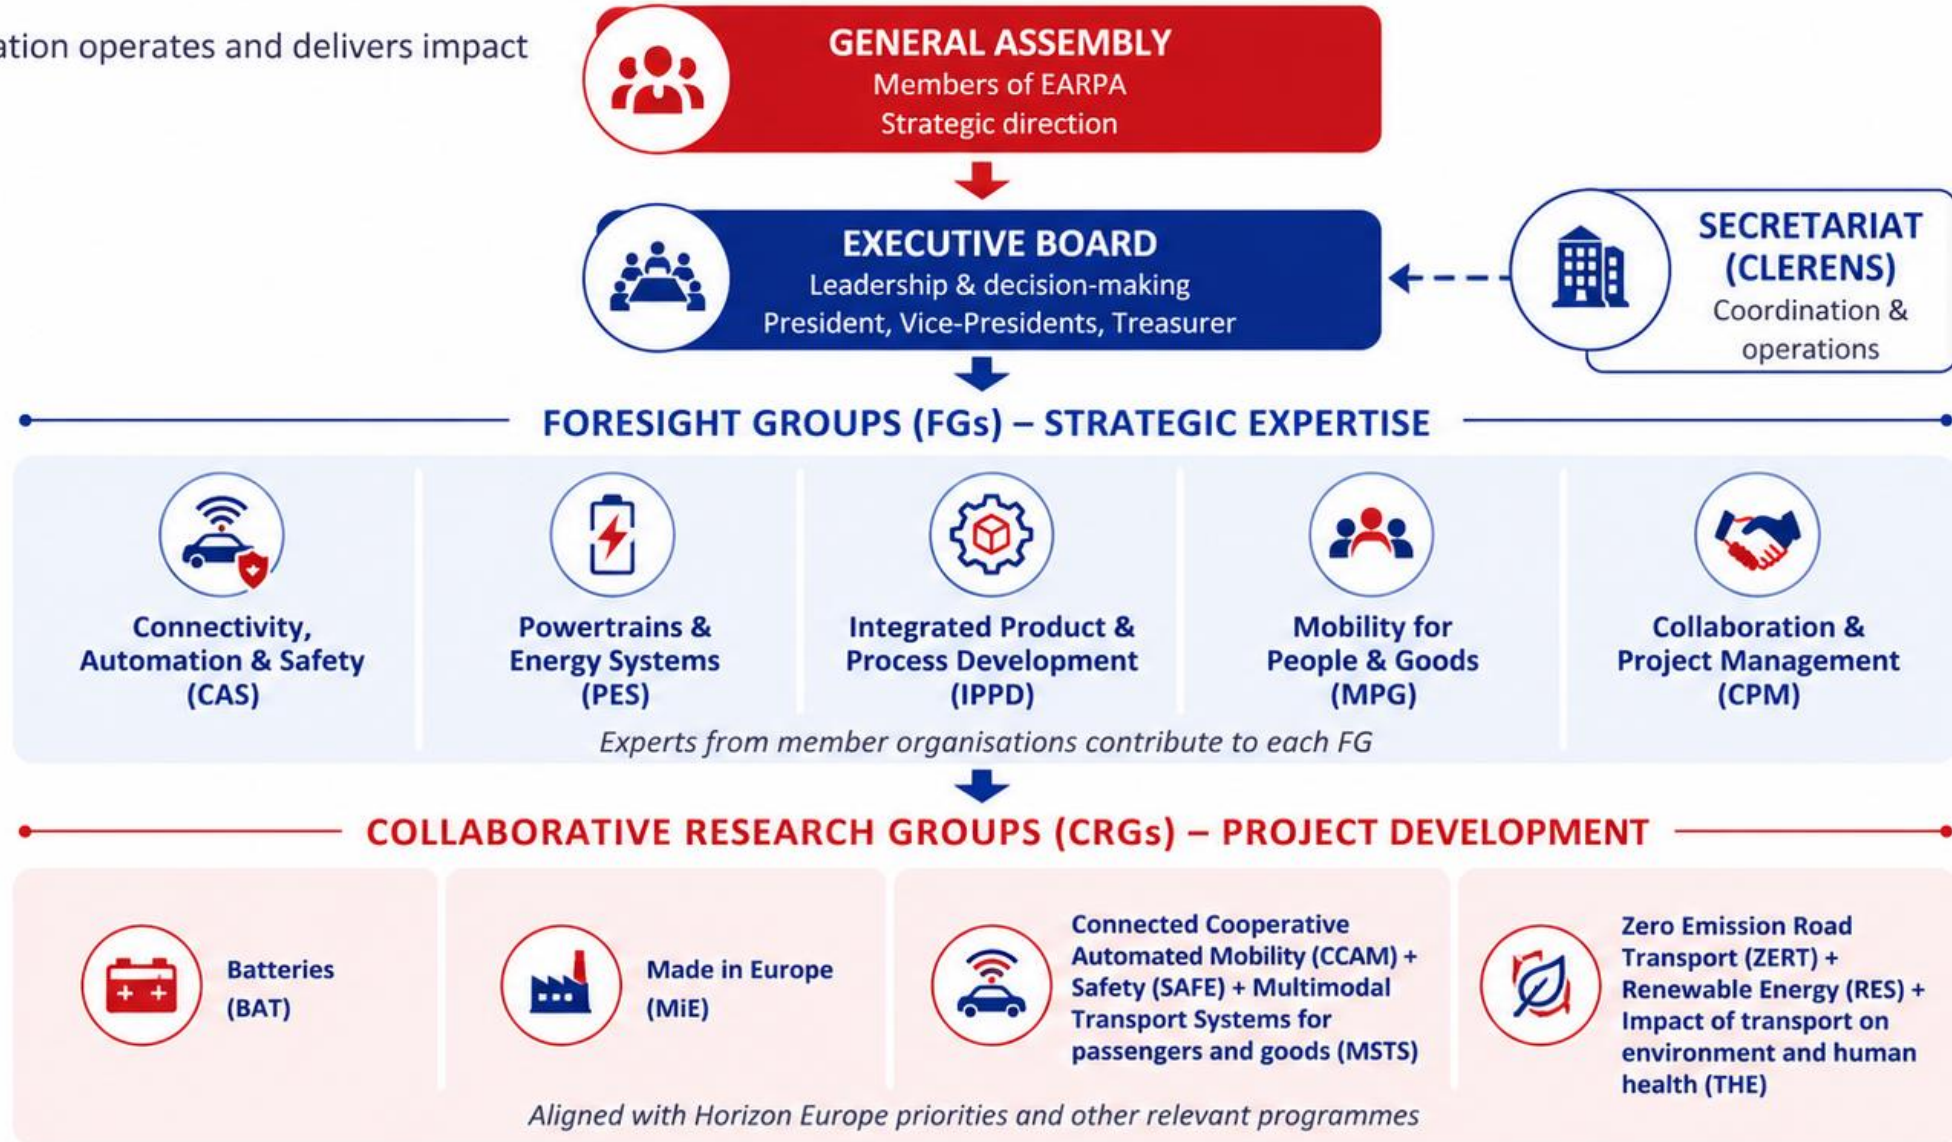 operates and delivers impact
GENERAL ASSEMBLY
Members of EARPA
Strategic direction
EXECUTIVE BOARD
Leadership & decision-making
President, Vice-Presidents, Treasurer
SECRETARIAT
(CLERENS)
Coordination &
operations
FORESIGHT GROUPS (FGs) – STRATEGIC EXPERTISE
Connectivity,
Automation & Safety
(CAS)
Powertrains &
Energy Systems
(PES)
Integrated Product &
Process Development
(IPPD)
Mobility for
People & Goods
(MPG)
Collaboration &
Project Management
(CPM)
Experts from member organisations contribute to each FG
COLLABORATIVE RESEARCH GROUPS (CRGs) – PROJECT DEVELOPMENT
Batteries
(BAT)
Made in Europe
(MiE)
Connected Cooperative
Automated Mobility (CCAM) +
Safety (SAFE) + Multimodal
Transport Systems for
passengers and goods (MSTS)
Zero Emission Road
Transport (ZERT) +
Renewable Energy (RES) +
Impact of transport on
environment and human
health (THE)
Aligned with Horizon Europe priorities and other relevant programmes